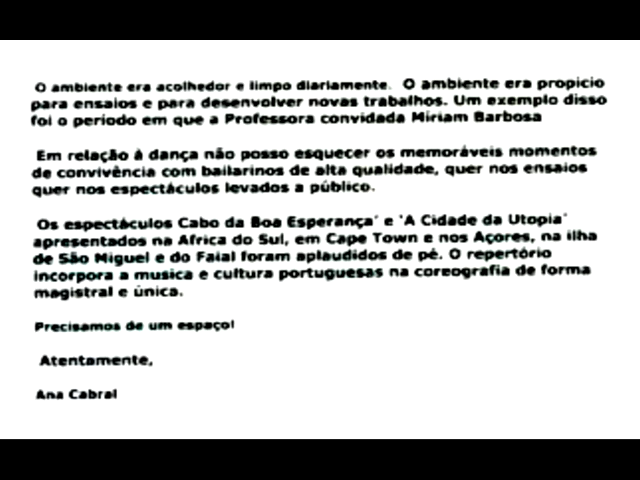 O ambiente era acolhedor e limpo diariamente. O ambiente era propicio
para ensaios e para desenvolver novas trabalhos. Um exemplo disso
foi o período em que a Professora convidada Míriam Barbosa
Em relação à dança não posso esquecer os memoráveis momentos
de convivência com bailarinos de alta qualidade, quer nos ensaios
quer nos espectáculos levados a público.
Os espectáculos Cabo da Boa Esperança' e 'A Cidade da Utopia'
apresentados na Africa do Sul, em Cape Town e nos Açores, na ilha
de São Miguel e do Faial foram aplaudidos de pé. O repertório
incorpora a musica e cultura portuguesas na coreografia de forma
magistral e única.
Precisamos de um espaço!
Atentamente,
Ana Cabral